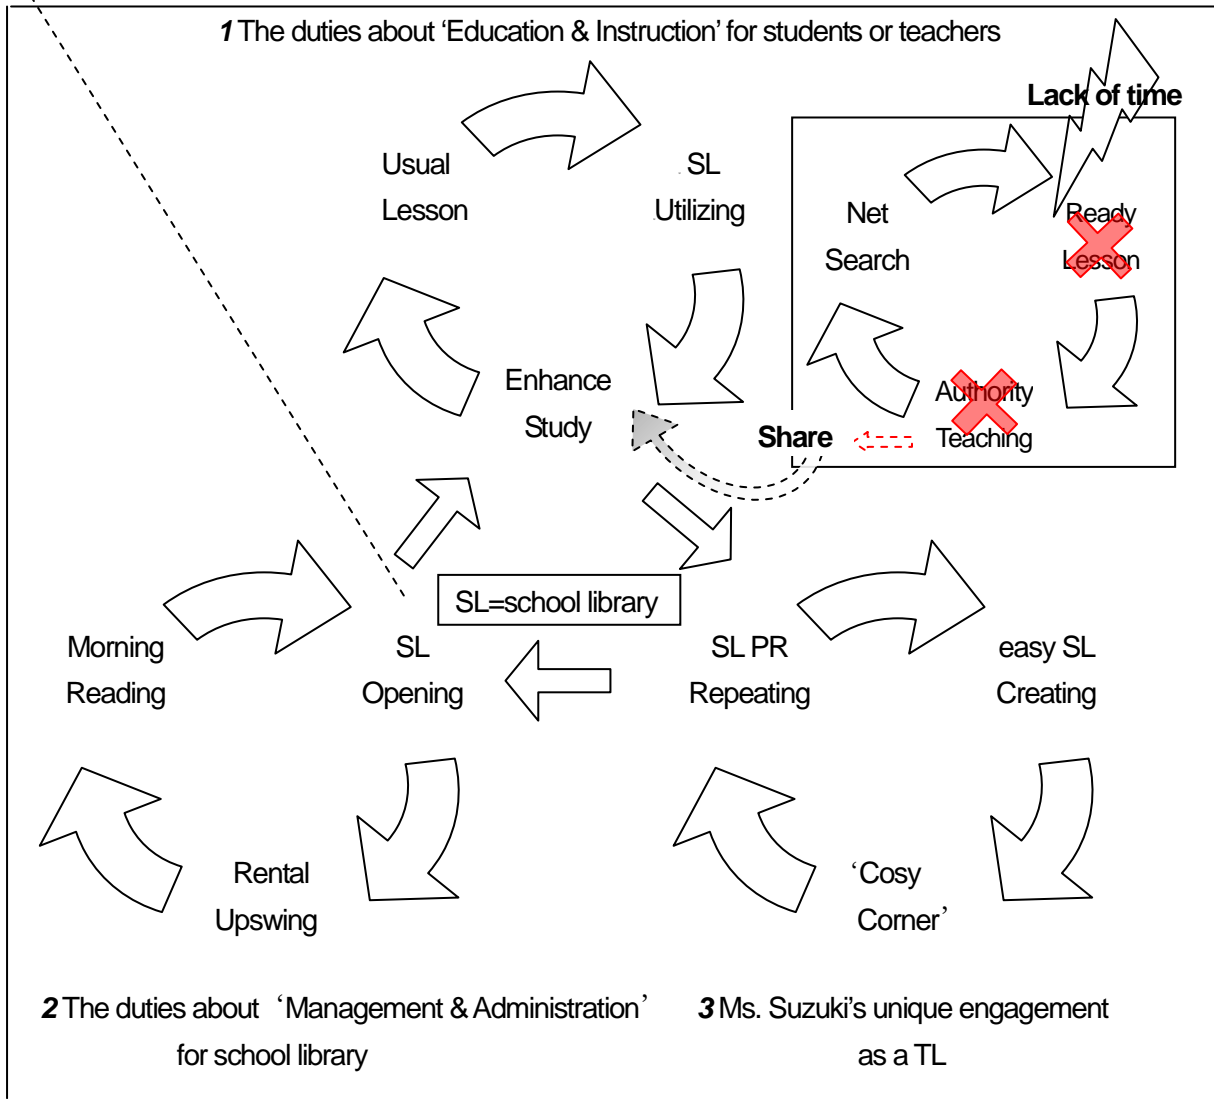 1 The duties about ‘Education & Instruction’ for students or teachers
Lack of time
Usual
Lesson
SL
Utilizing
Net
Search
Ready
Lesson
Enhance
Study
Authority
Teaching
Share
SL=school library
Morning
Reading
SL
Opening
SL PR
Repeating
easy SL
Creating
Rental
Upswing
‘Cosy
Corner’
2 The duties about ‘Management & Administration’
for school library
3 Ms. Suzuki’s unique engagement
as a TL